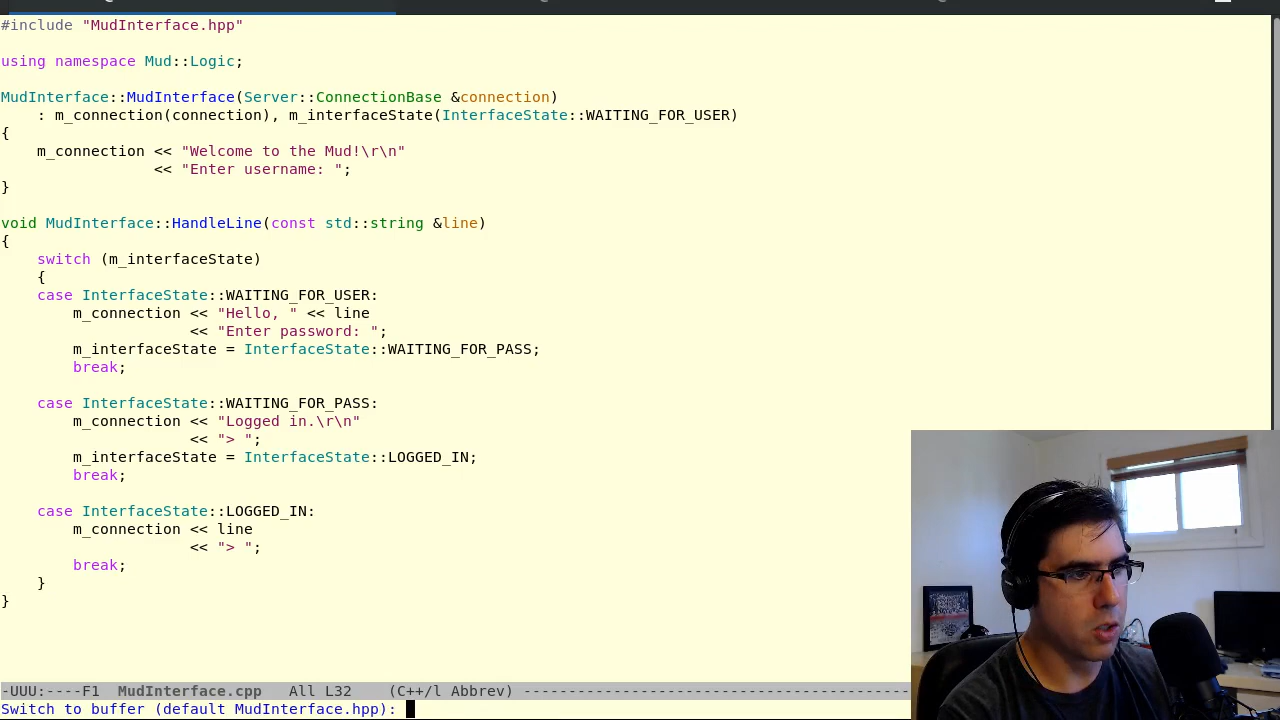 #include "MudInterface.hpp"
using namespace Mud::Logic;
MudInterface::MudInterface(Server::ConnectionBase &connection)
    : m_connection(connection), m_interfaceState(InterfaceState::WAITING_FOR_USER)
{
    m_connection << "Welcome to the Mud!\r\n"
                 << "Enter username: ";
}
void MudInterface::HandleLine(const std::string &line)
{
    switch (m_interfaceState)
    {
    case InterfaceState::WAITING_FOR_USER:
        m_connection << "Hello, " << line
                     << "Enter password: ";
        m_interfaceState = InterfaceState::WAITING_FOR_PASS;
        break;
    case InterfaceState::WAITING_FOR_PASS:
        m_connection << "Logged in.\r\n"
                     << "> ";
        m_interfaceState = InterfaceState::LOGGED_IN;
        break;
    case InterfaceState::LOGGED_IN:
        m_connection << line
                     << "> ";
        break;
    }
}
-UUU:----F1  MudInterface.cpp   All L32    (C++/l Abbrev) -------------------------------------------
Switch to buffer (default MudInterface.hpp):